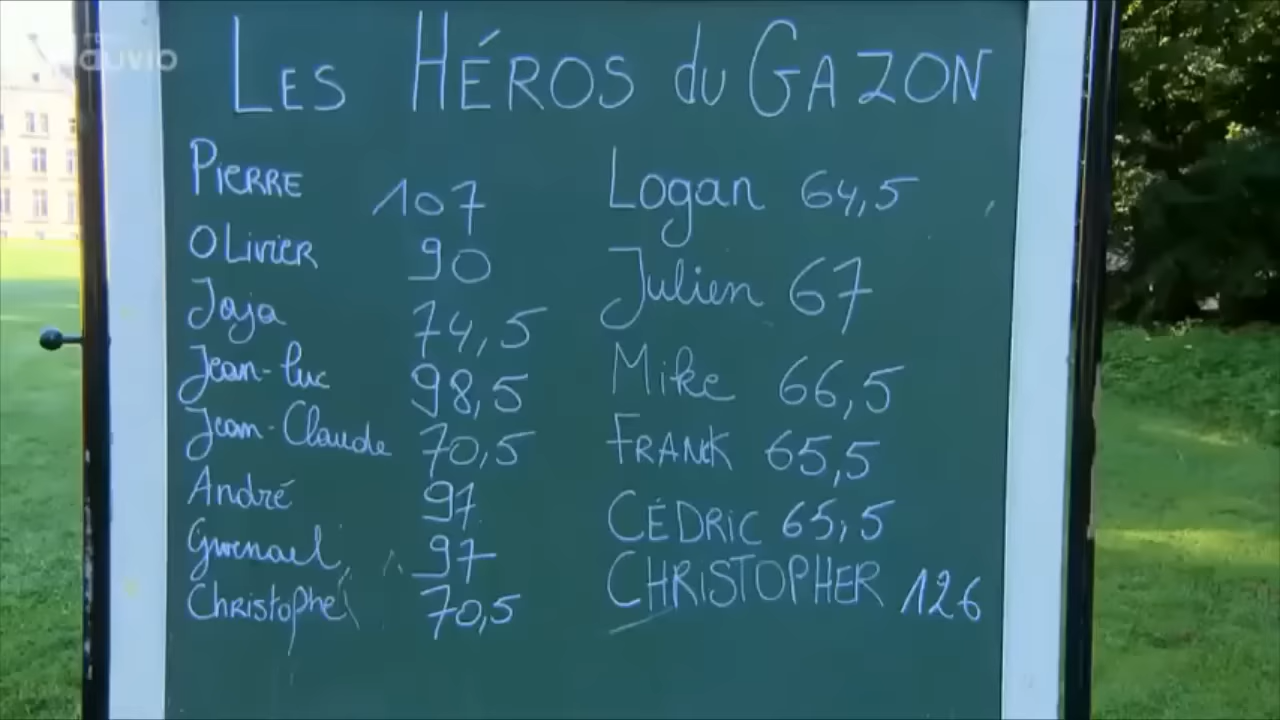 LES HÉROS du GAZON
PIERRE 107
OLIVIER 90
Jaja 74,5
Jean-luc 98,5
Jean-Claude 70,5
André 97
Gwenael 97
Christophe 70,5
Logan 64,5
Julien 67
Mike 66,5
FRANCK 65,5
CÉDRIC 65,5
CHRISTOPHER 126
auvio